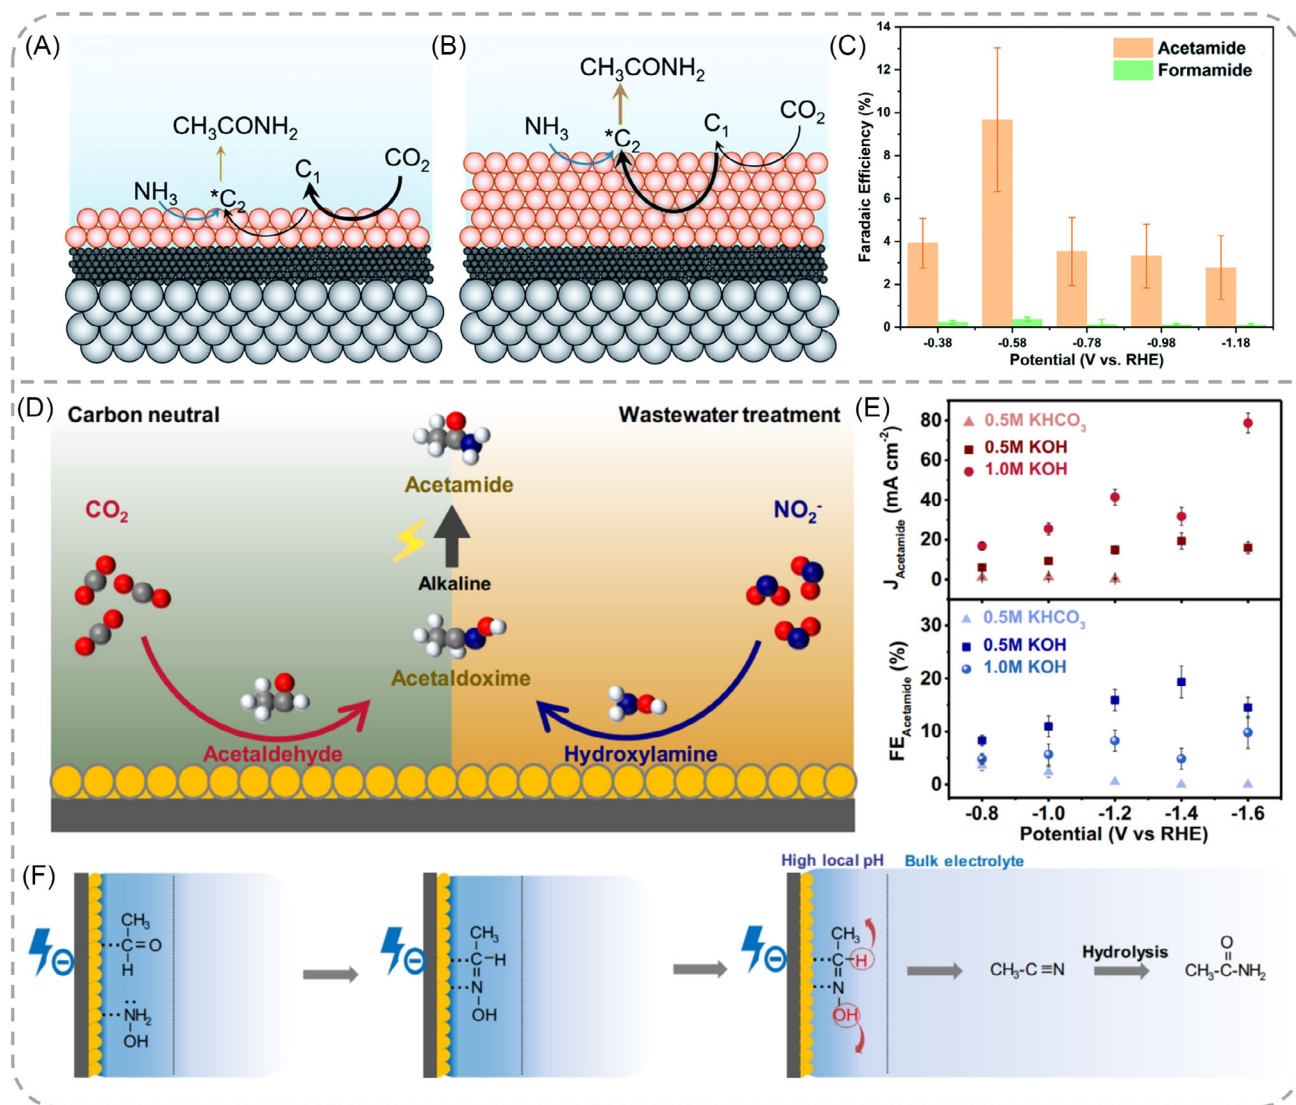 (A)
CH3CONH2
NH3
*C2
C1
CO2
(B)
CH3CONH2
NH3
*C2
C1
CO2
(C)
Acetamide
Formamide
Faradaic Efficiency (%)
14
12
10
8
6
4
2
0
-0.38
-0.58
-0.78
-0.98
-1.18
Potential (V vs. RHE)
(D)
Carbon neutral
Wastewater treatment
Acetamide
CO2
NO2-
Alkaline
Acetaldoxime
Acetaldehyde
Hydroxylamine
(E)
0.5M KHCO3
0.5M KOH
1.0M KOH
JAcetamide (mA cm-2)
80
60
40
20
0
0.5M KHCO3
0.5M KOH
1.0M KOH
FEAcetamide (%)
30
20
10
0
-0.8
-1.0
-1.2
-1.4
-1.6
Potential (V vs RHE)
(F)
CH3
C=O
H
NH2
OH
CH3
C-H
N
OH
High local pH
Bulk electrolyte
CH3
C-H
N
OH
CH3-C≡N
Hydrolysis
O
CH3-C-NH2